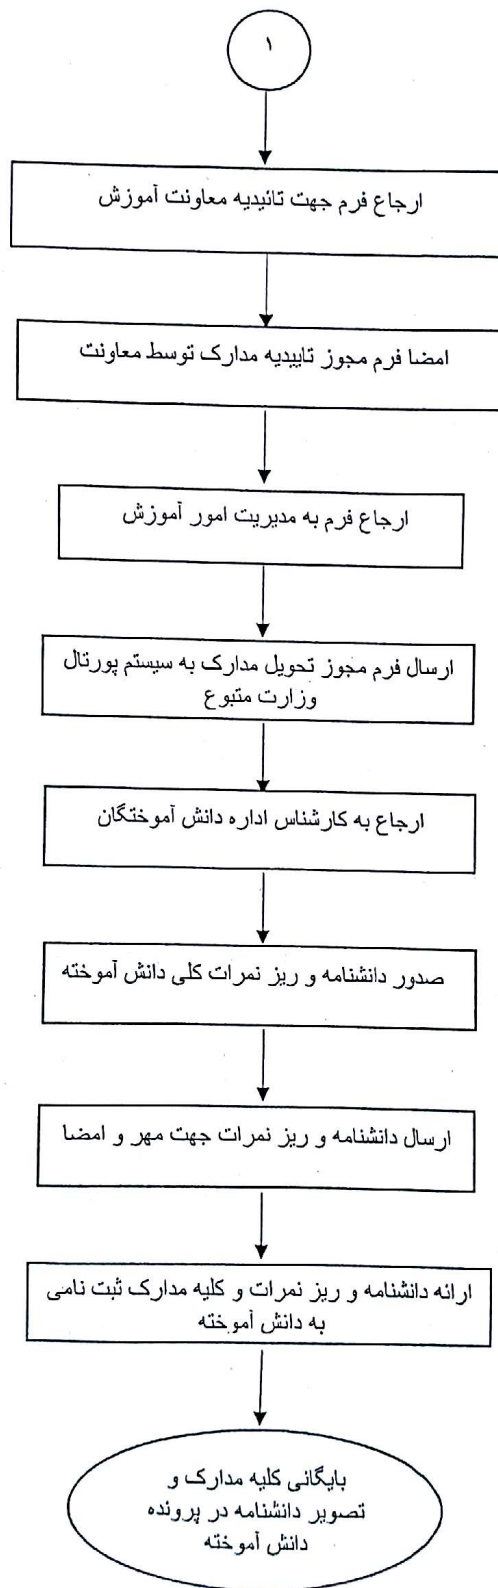 ۱
ارجاع فرم جهت تائیدیه معاونت آموزش
امضا فرم مجوز تاییدیه مدارک توسط معاونت
ارجاع فرم به مدیریت امور آموزش
ارسال فرم مجوز تحویل مدارک به سیستم پورتال
وزارت متبوع
ارجاع به کارشناس اداره دانش آموختگان
صدور دانشنامه و ریز نمرات کلی دانش آموخته
ارسال دانشنامه و ریز نمرات جهت مهر و امضا
ارائه دانشنامه و ریز نمرات و کلیه مدارک ثبت نامی
به دانش آموخته
بایگانی کلیه مدارک و
تصویر دانشنامه در پرونده
دانش آموخته